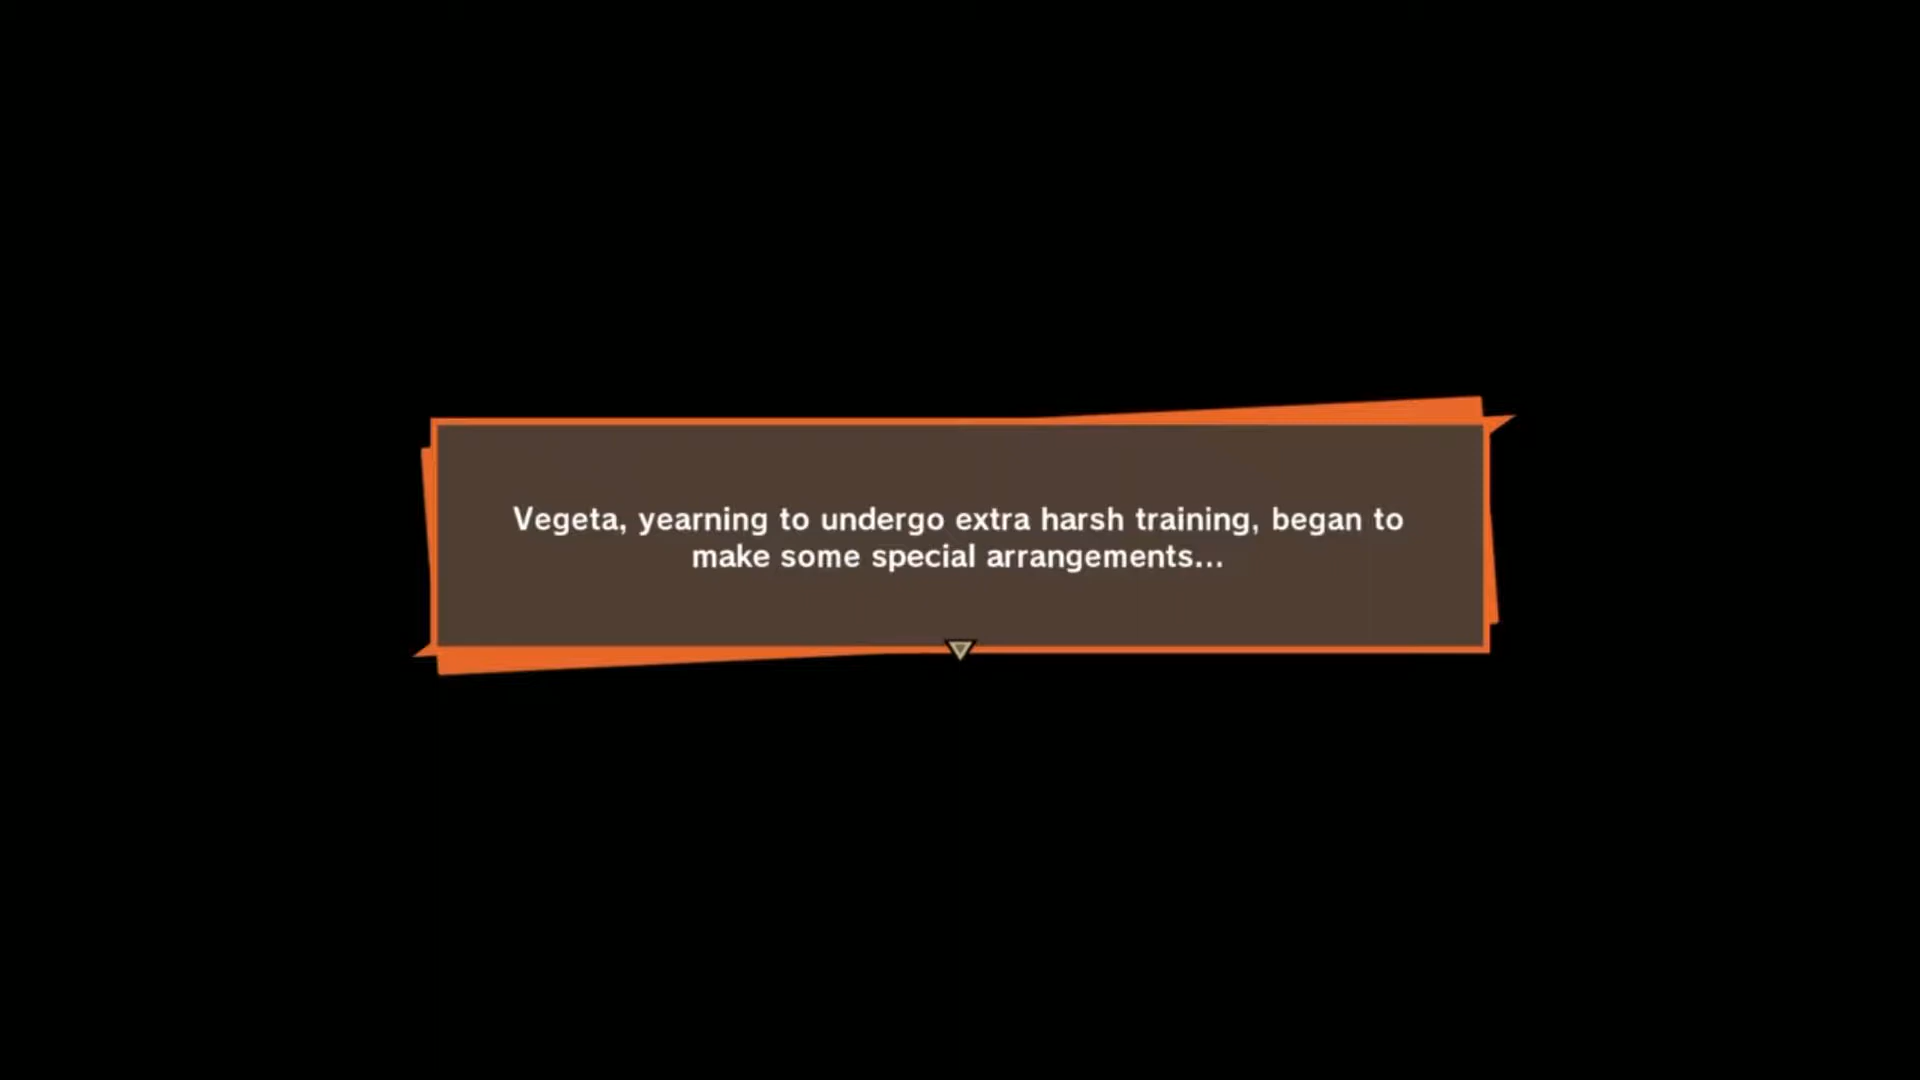 Vegeta, yearning to undergo extra harsh training, began to
make some special arrangements...